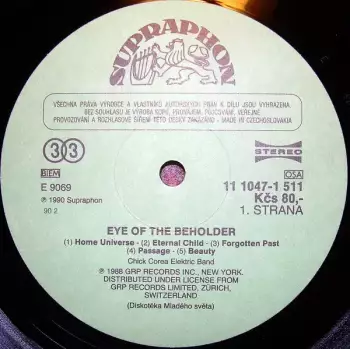 SUPRAPHON
VŠECHNA PRÁVA VÝROBCE A VLASTNÍKŮ AUTORSKÝCH PRÁV K DÍLU JSOU VYHRAZENA.
BEZ SOUHLASU JE VÝROBA KOPIÍ, PRONÁJEM, PŮJČOVÁNÍ, VEŘEJNÉ
PROVOZOVÁNÍ A ROZHLASOVÉ ŠÍŘENÍ TÉTO DESKY ZAKÁZÁNO - MADE IN CZECHOSLOVAKIA
33
STEREO
BIEM
OSA
E 9069
11 1047-1 511
℗ 1990 Supraphon
Kčs 80,-
90 2
1. STRANA
EYE OF THE BEHOLDER
(1) Home Universe - (2) Eternal Child - (3) Forgotten Past
(4) Passage - (5) Beauty
Chick Corea Elektric Band
℗ 1988 GRP RECORDS INC., NEW YORK.
DISTRIBUTED UNDER LICENSE FROM
GRP RECORDS LIMITED, ZÜRICH,
SWITZERLAND
(Diskotéka Mladého světa)